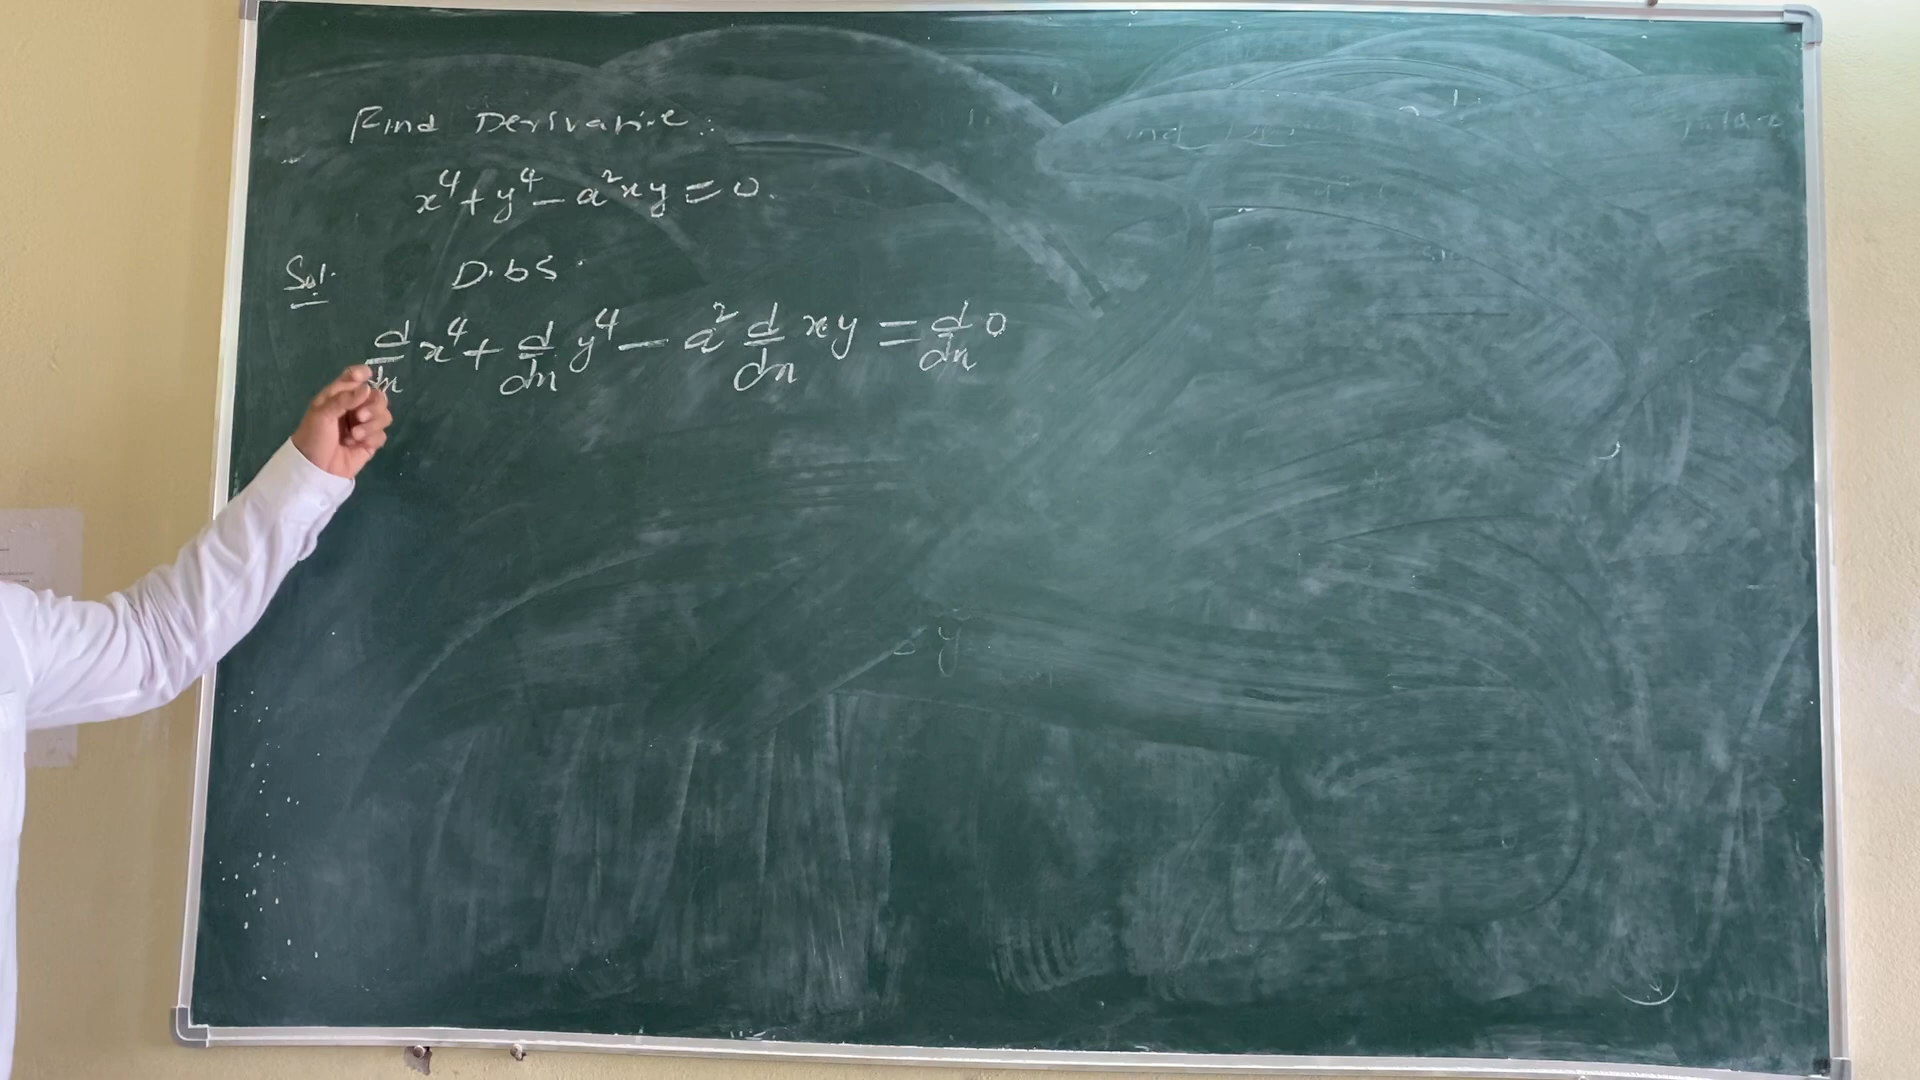 Find Derivative:
x⁴ + y⁴ - a²xy = 0.
Sol. D.b.S.
d/dx x⁴ + d/dx y⁴ - a² d/dx xy = d/dx 0
y